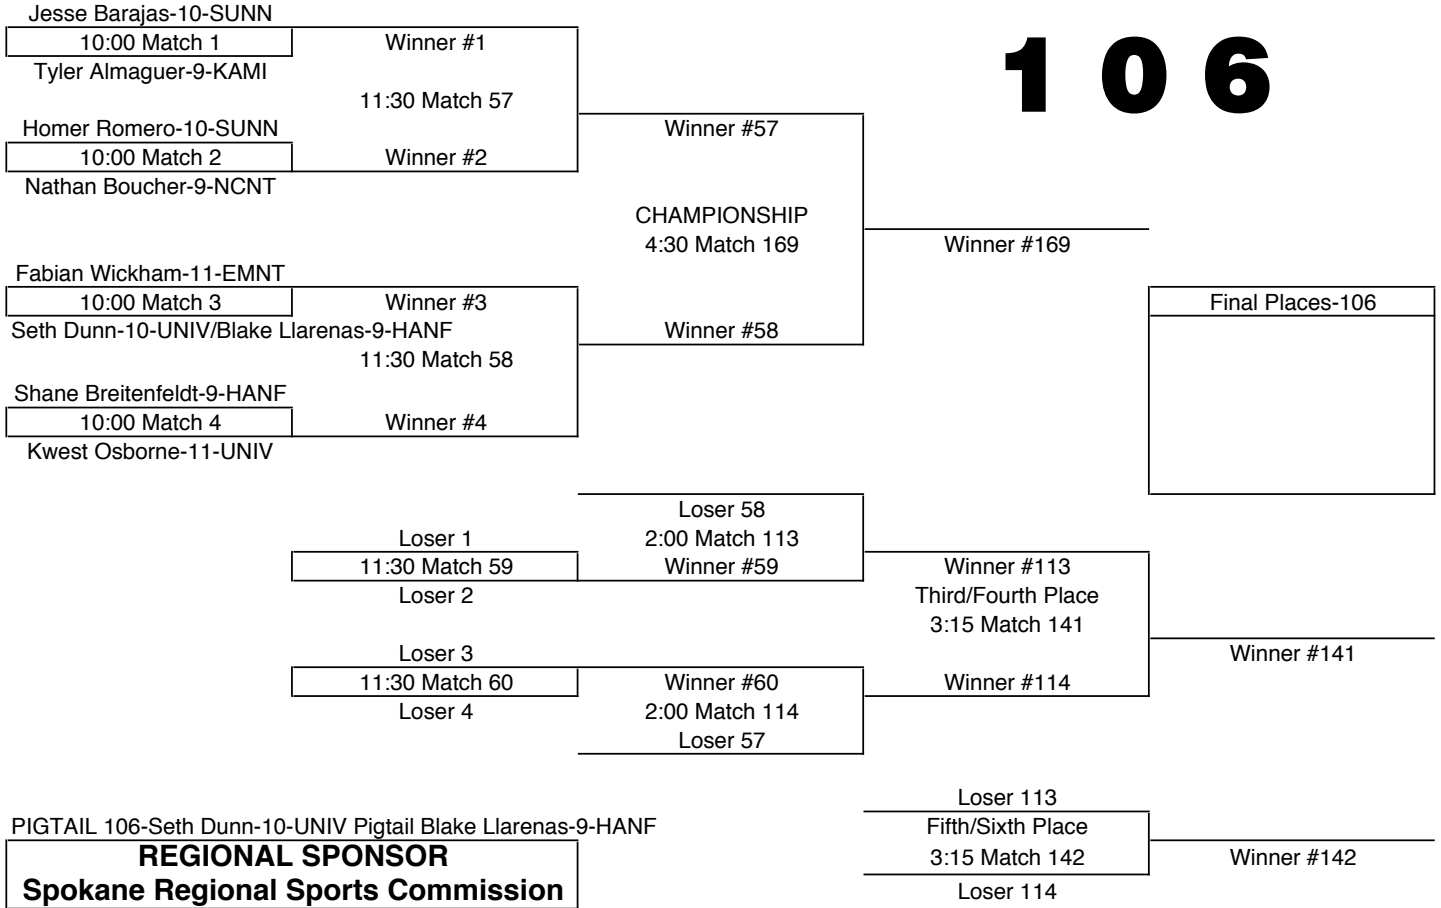 Jesse Barajas-10-SUNN
10:00 Match 1
Winner #1
Tyler Almaguer-9-KAMI
11:30 Match 57
106
Homer Romero-10-SUNN
Winner #57
10:00 Match 2
Winner #2
Nathan Boucher-9-NCNT
CHAMPIONSHIP
4:30 Match 169
Winner #169
Fabian Wickham-11-EMNT
10:00 Match 3
Winner #3
Final Places-106
Seth Dunn-10-UNIV/Blake Llarenas-9-HANF
Winner #58
11:30 Match 58
Shane Breitenfeldt-9-HANF
10:00 Match 4
Winner #4
Kwest Osborne-11-UNIV
Loser 58
Loser 1
2:00 Match 113
11:30 Match 59
Winner #59
Winner #113
Loser 2
Third/Fourth Place
3:15 Match 141
Loser 3
Winner #141
11:30 Match 60
Winner #60
Winner #114
Loser 4
2:00 Match 114
Loser 57
Loser 113
PIGTAIL 106-Seth Dunn-10-UNIV Pigtail Blake Llarenas-9-HANF
Fifth/Sixth Place
REGIONAL SPONSOR
3:15 Match 142
Winner #142
Spokane Regional Sports Commission
Loser 114